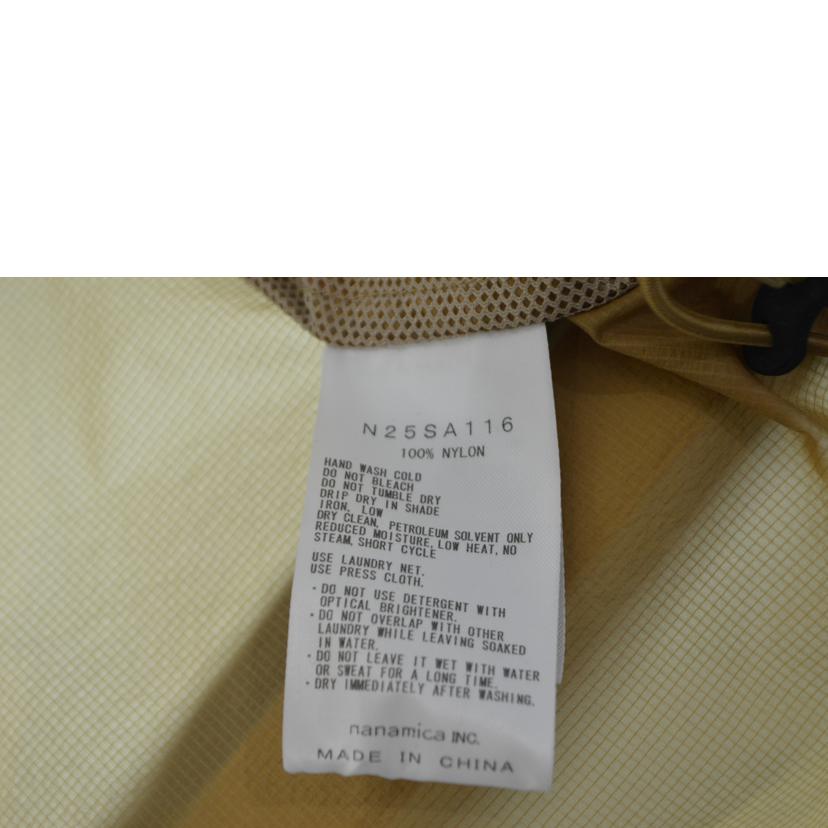 N25SA116
100% NYLON
HAND WASH COLD
DO NOT BLEACH
DO NOT TUMBLE DRY
DRIP DRY IN SHADE
IRON, LOW
DRY CLEAN, PETROLEUM SOLVENT ONLY
REDUCED MOISTURE, LOW HEAT, NO
STEAM, SHORT CYCLE
USE LAUNDRY NET.
USE PRESS CLOTH.
・DO NOT USE DETERGENT WITH
OPTICAL BRIGHTENER.
・DO NOT OVERLAP WITH OTHER
LAUNDRY WHILE LEAVING SOAKED
IN WATER.
・DO NOT LEAVE IT WET WITH WATER
OR SWEAT FOR A LONG TIME.
・DRY IMMEDIATELY AFTER WASHING.
nanamica INC.
MADE IN CHINA